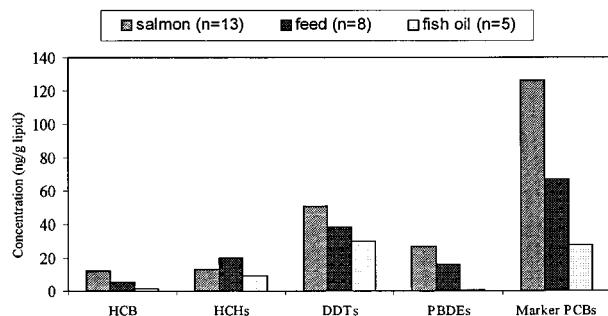 salmon (n=13) feed (n=8) fish oil (n=5)
Concentration (ng/g lipid)
140
120
100
80
60
40
20
0
HCB HCHs DDTs PBDEs Marker PCBs